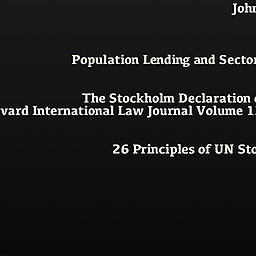 John
Population Lending and Sector
The Stockholm Declaration
vard International Law Journal Volume 1
26 Principles of UN Sto